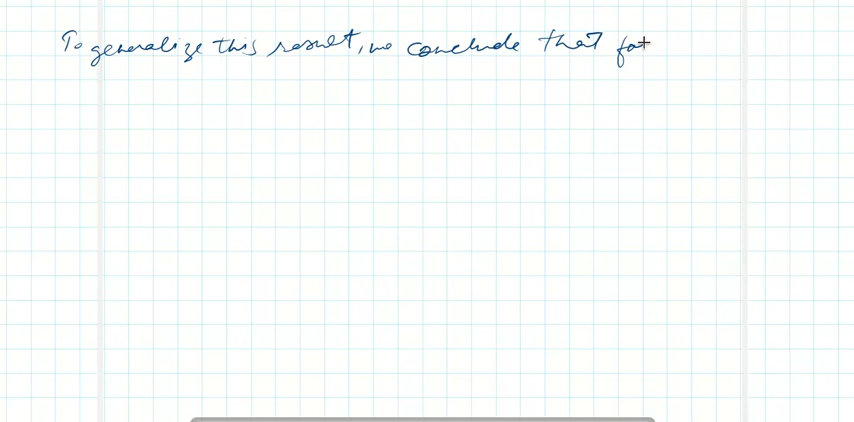 To generalize this result, we conclude that for